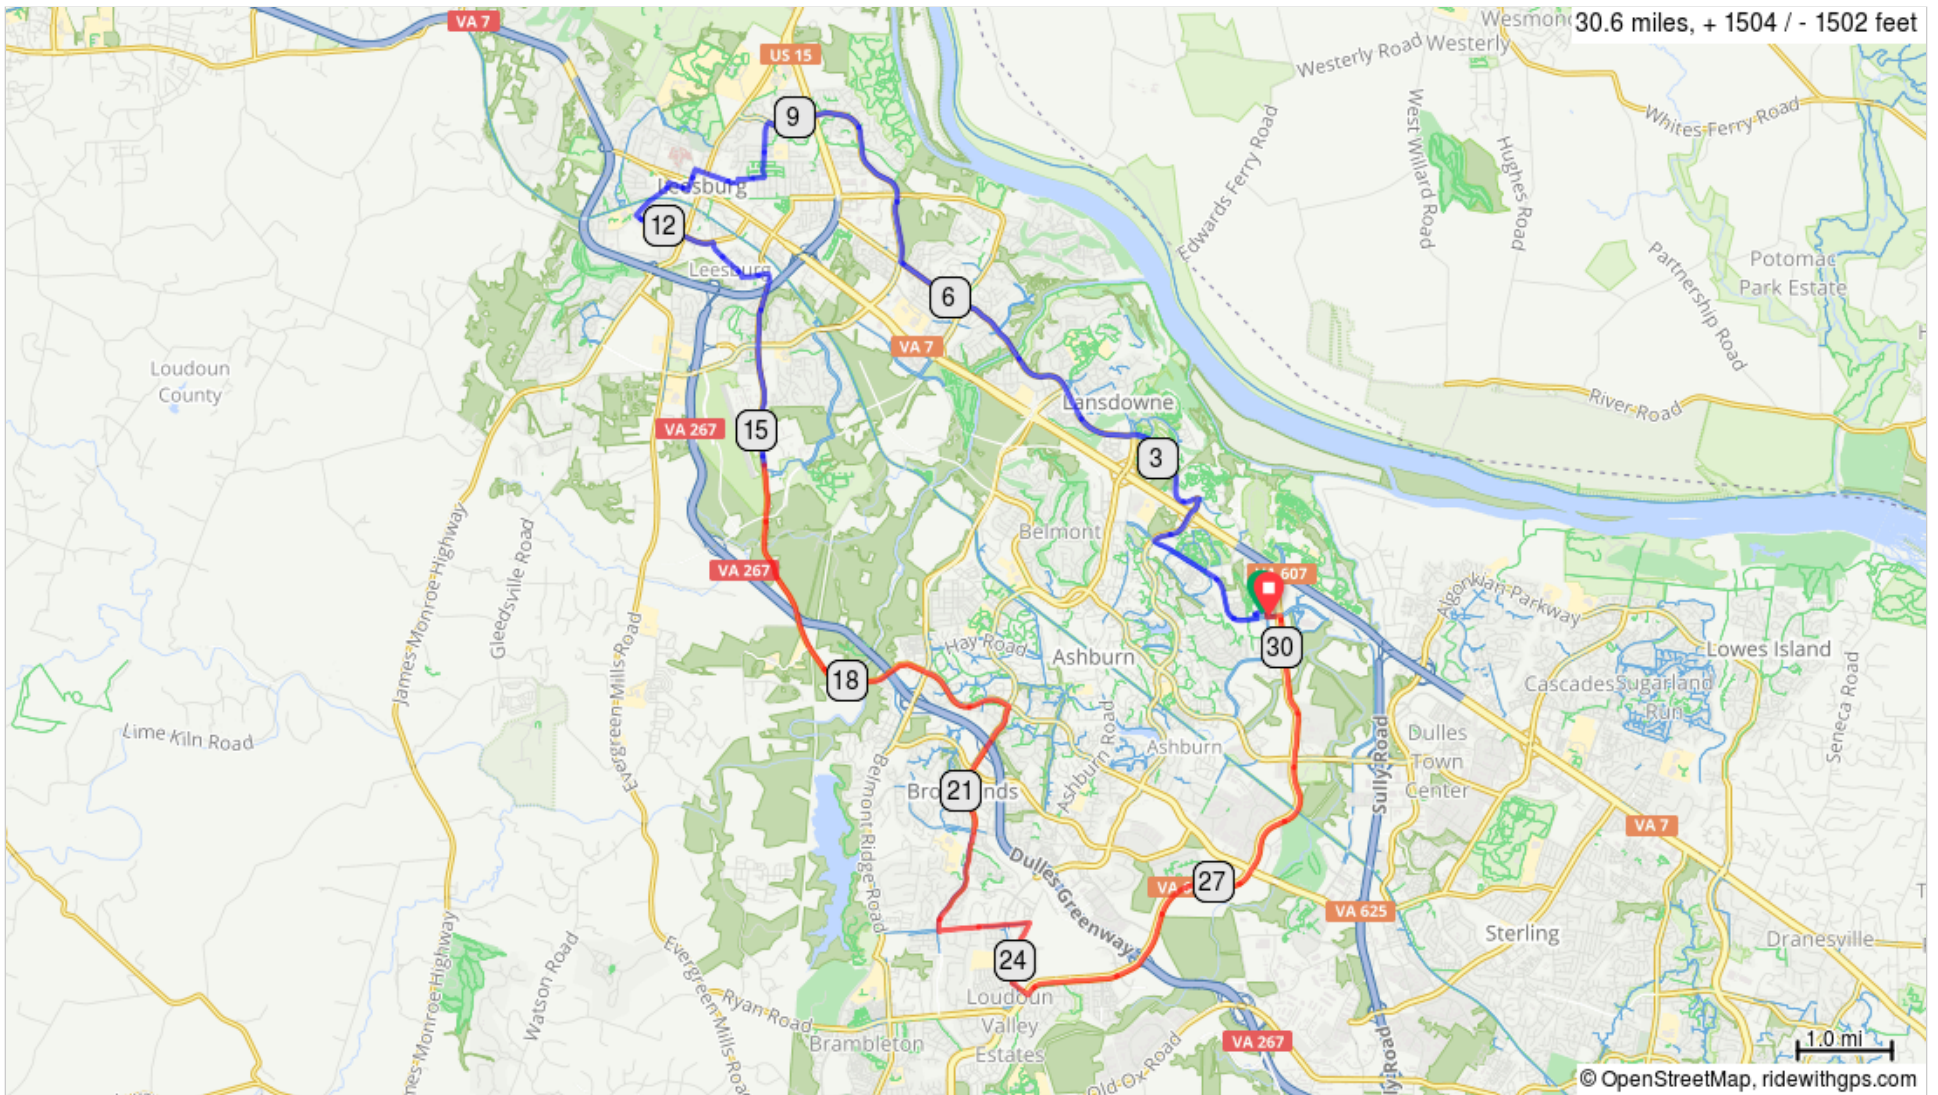 VA 7
Wesmond
30.6 miles, + 1504 / - 1502 feet
US 15
Westerly Road
Westerly
9
Whites Ferry Road
West Willard Road
Hughes Road
Edwards Ferry Road
Leesburg
12
Leesburg
Partnership Road
Potomac
Park Estate
6
VA 7
Loudoun
County
River Road
Lansdowne
VA 267
15
3
Belmont
James Monroe Highway
Gleedsville Road
VA 267
VA 607
Algonkian Parkway
Evergreen Mills Road
Hay Road
Ashburn
30
Lowes Island
18
Cascades
Sugarland
Run
Seneca Road
Lime Kiln Road
Sully Road
Dulles
Town
Center
Ashburn
Ashburn Road
Belmont Ridge Road
21
VA 7
Dulles Greenway
27
VA 625
Sterling
Dranesville
James Monroe Highway
Watson Road
Evergreen Mills Road
24
Loudoun
Valley
Estates
Ryan Road
Brambleton
VA 267
Old Ox Road
1.0 mi
© OpenStreetMap, ridewithgps.com